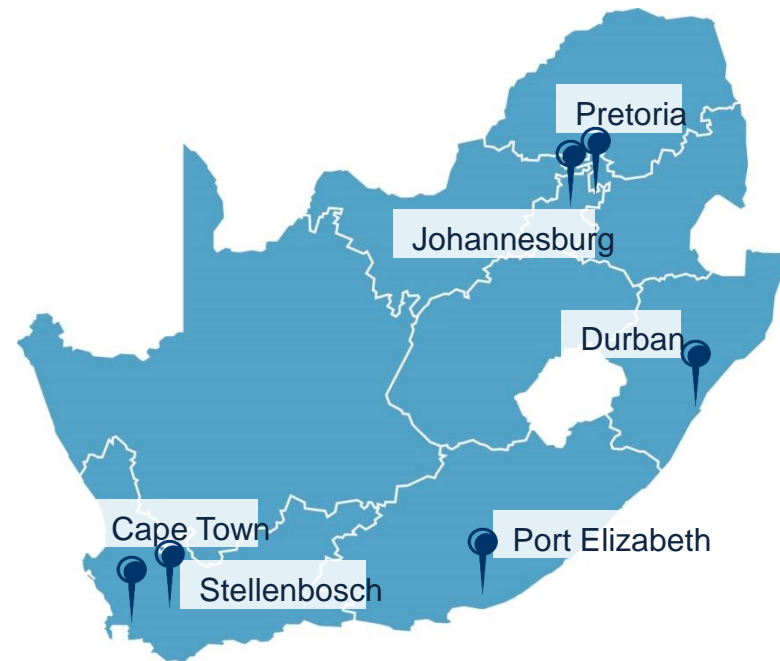 Pretoria
Johannesburg
Durban
Cape Town
Port Elizabeth
Stellenbosch